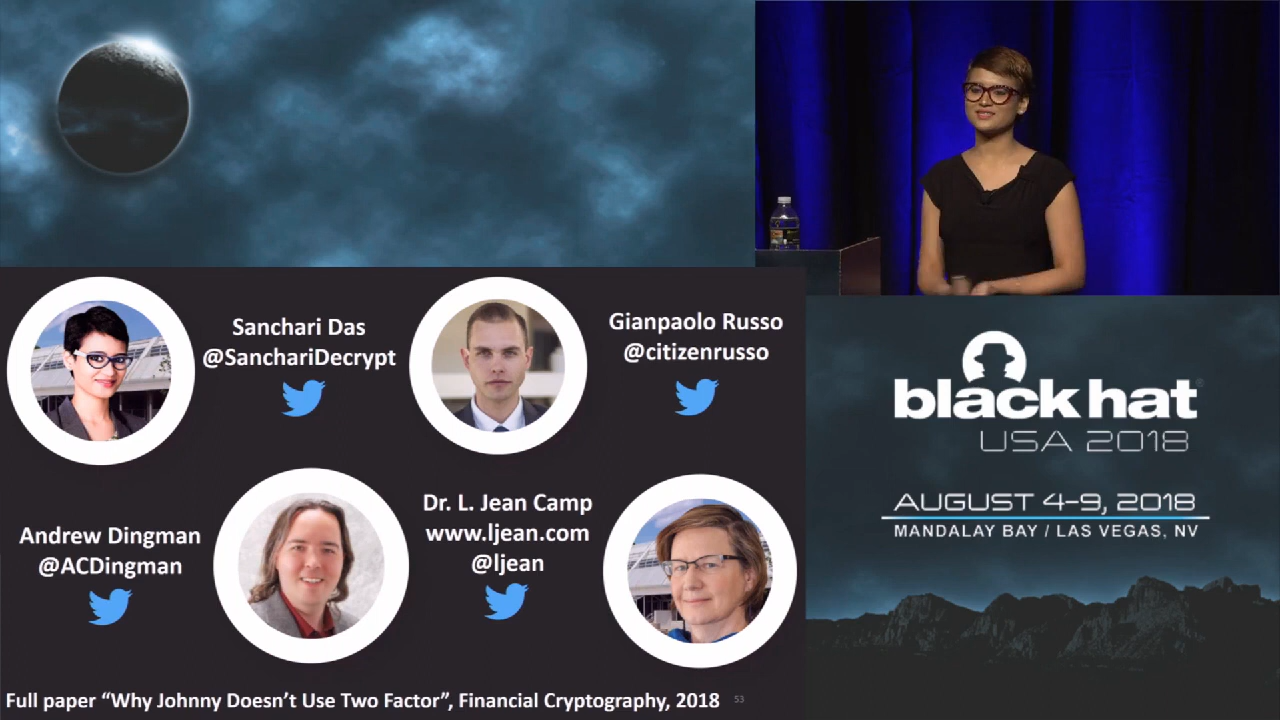 Sanchari Das
@SanchariDecrypt
Gianpaolo Russo
@citizenrusso
Andrew Dingman
@ACDingman
Dr. L. Jean Camp
www.ljean.com
@ljean
Full paper “Why Johnny Doesn’t Use Two Factor”, Financial Cryptography, 2018
53
black hat
USA 2018
AUGUST 4-9, 2018
MANDALAY BAY / LAS VEGAS, NV